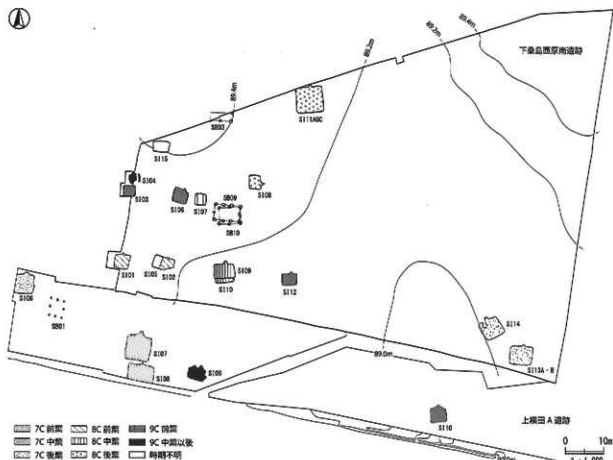 下桑島西原南遺跡
89.4m
89.2m
89.2m
89.4m
SB03
SI11ABC
SI15
SI04
SI03
SI06
SI07
SB09
SB10
SI08
SI01
SI05
SI02
SI09
SI10
SI12
SI06
SB01
SI07
SI08
SI09
89.0m
SI14
SI13A・B
SI10
上横田A遺跡
7C 前葉
8C 前葉
9C 前葉
7C 中葉
8C 中葉
9C 中葉以後
7C 後葉
8C 後葉
時期不明
0
10m